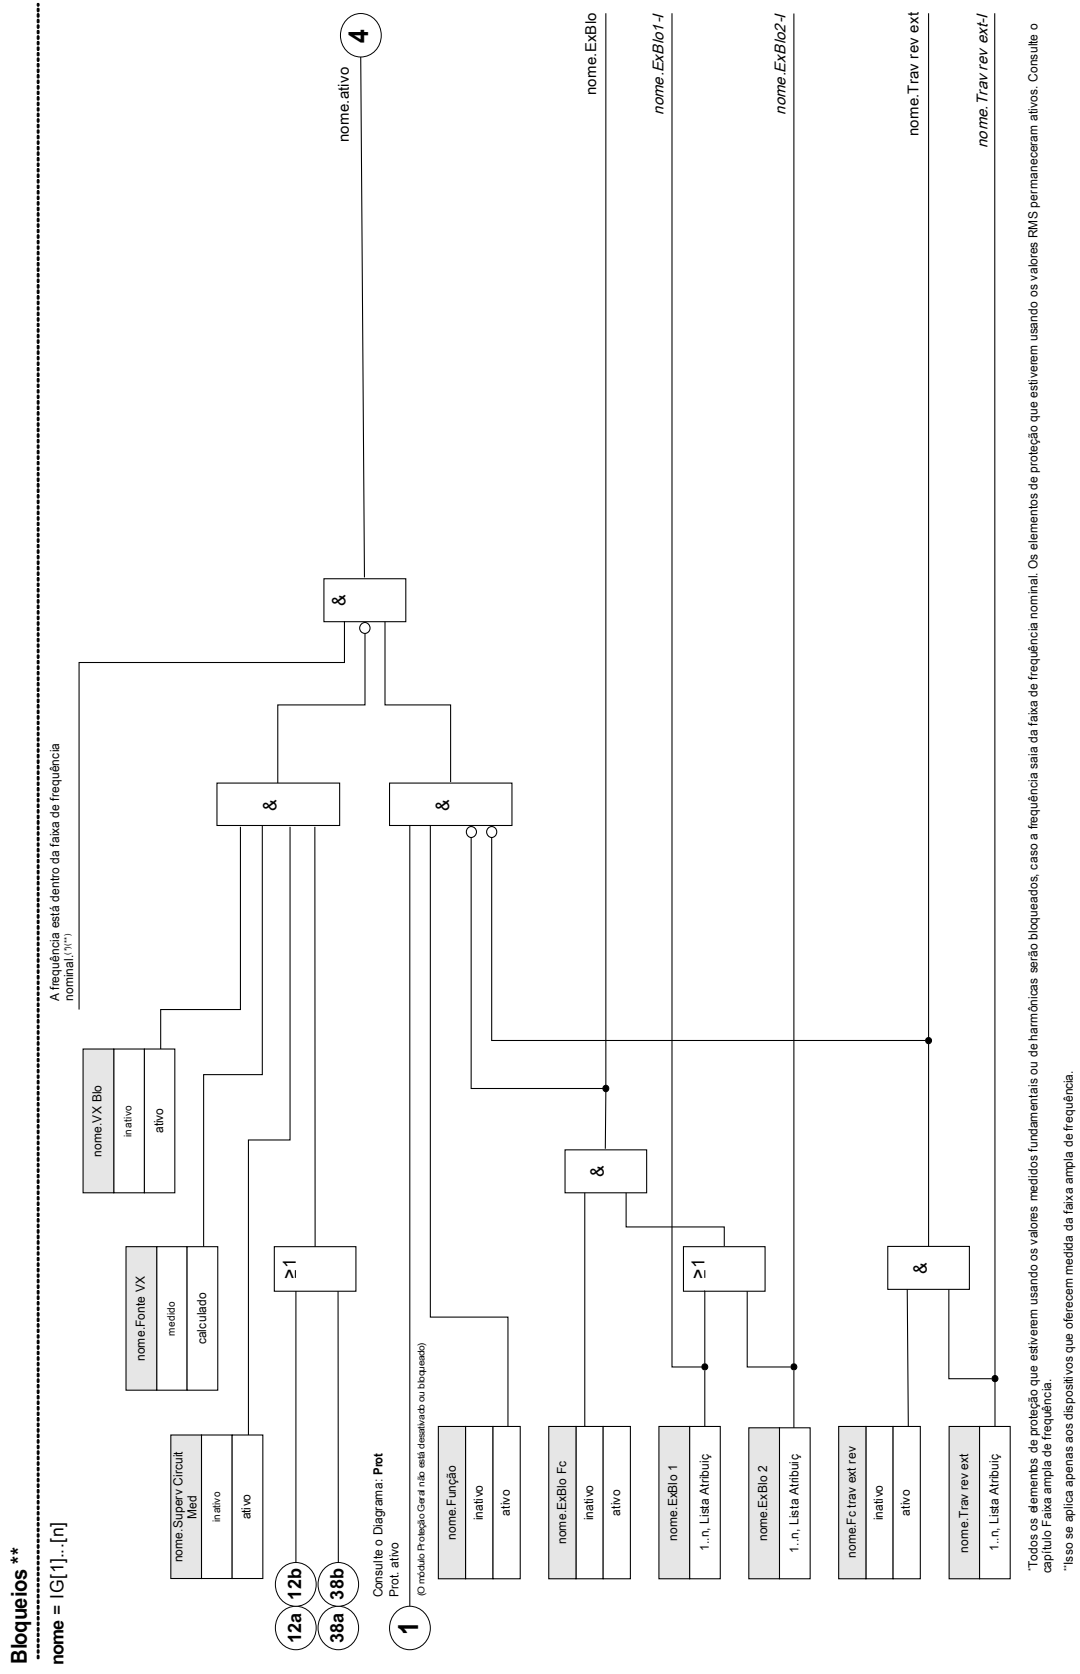 Bloqueios **
nome = IG[1]...[n]
A frequência está dentro da faixa de frequência
nominal.(*)(**)
nome.VX Blo
inativo
ativo
nome.Fonte VX
medido
calculado
nome.Superv Circuit
Med
inativo
ativo
12a
12b
38a
38b
≥1
&
&
&
nome.ativo
4
1
Consulte o Diagrama: Prot
Prot. ativo
(O módulo Proteção Geral não está desativado ou bloqueado)
nome.Função
inativo
ativo
nome.ExBlo Fc
inativo
ativo
&
nome.ExBlo
nome.ExBlo 1
1..n, Lista Atribuiç
≥1
nome.ExBlo1-I
nome.ExBlo 2
1..n, Lista Atribuiç
nome.ExBlo2-I
nome.Fc trav ext rev
inativo
ativo
&
nome.Trav rev ext
nome.Trav rev ext
1..n, Lista Atribuiç
nome.Trav rev ext-I
*Todos os elementos de proteção que estiverem usando os valores medidos fundamentais ou de harmônicas serão bloqueados, caso a frequência saia da faixa de frequência nominal. Os elementos de proteção que estiverem usando os valores RMS permaneceram ativos. Consulte o
capítulo Faixa ampla de frequência.
**Isso se aplica apenas aos dispositivos que oferecem medida da faixa ampla de frequência.